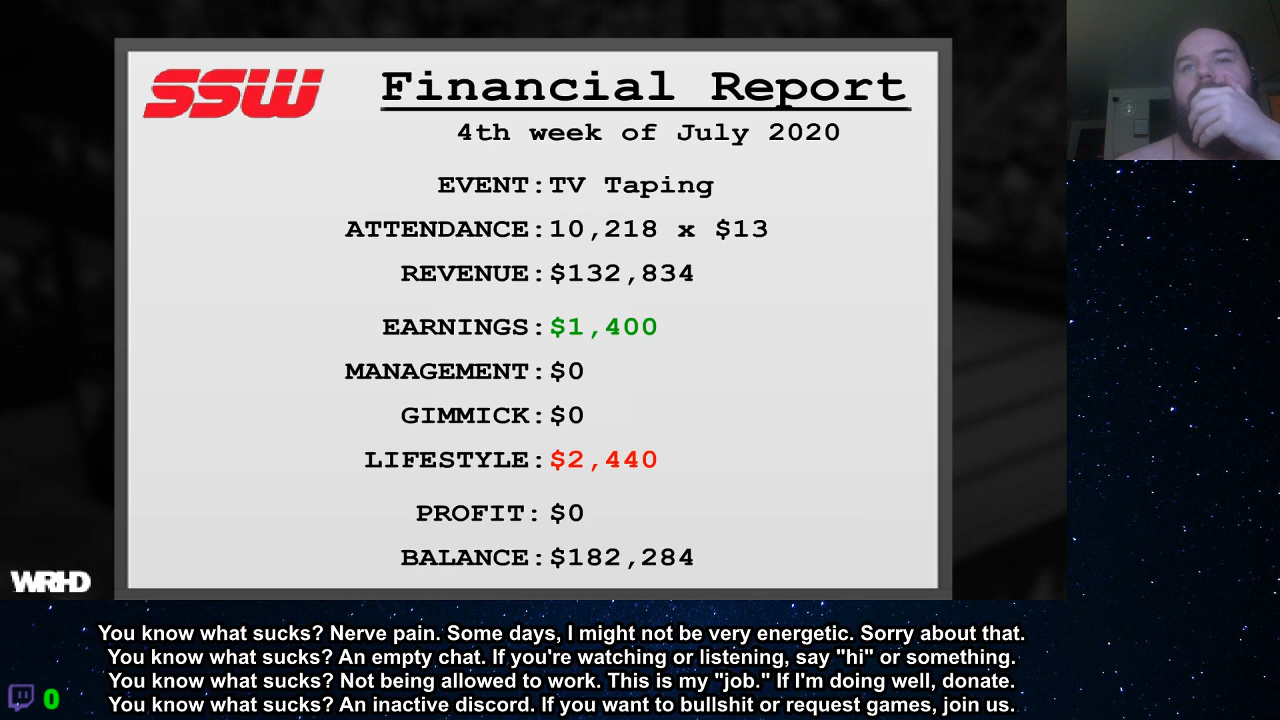 SSW
Financial Report
4th week of July 2020
EVENT: TV Taping
ATTENDANCE: 10,218 x $13
REVENUE: $132,834
EARNINGS: $1,400
MANAGEMENT: $0
GIMMICK: $0
LIFESTYLE: $2,440
PROFIT: $0
BALANCE: $182,284
WRHD
You know what sucks? Nerve pain. Some days, I might not be very energetic. Sorry about that.
You know what sucks? An empty chat. If you're watching or listening, say "hi" or something.
You know what sucks? Not being allowed to work. This is my "job." If I'm doing well, donate.
You know what sucks? An inactive discord. If you want to bullshit or request games, join us.
0